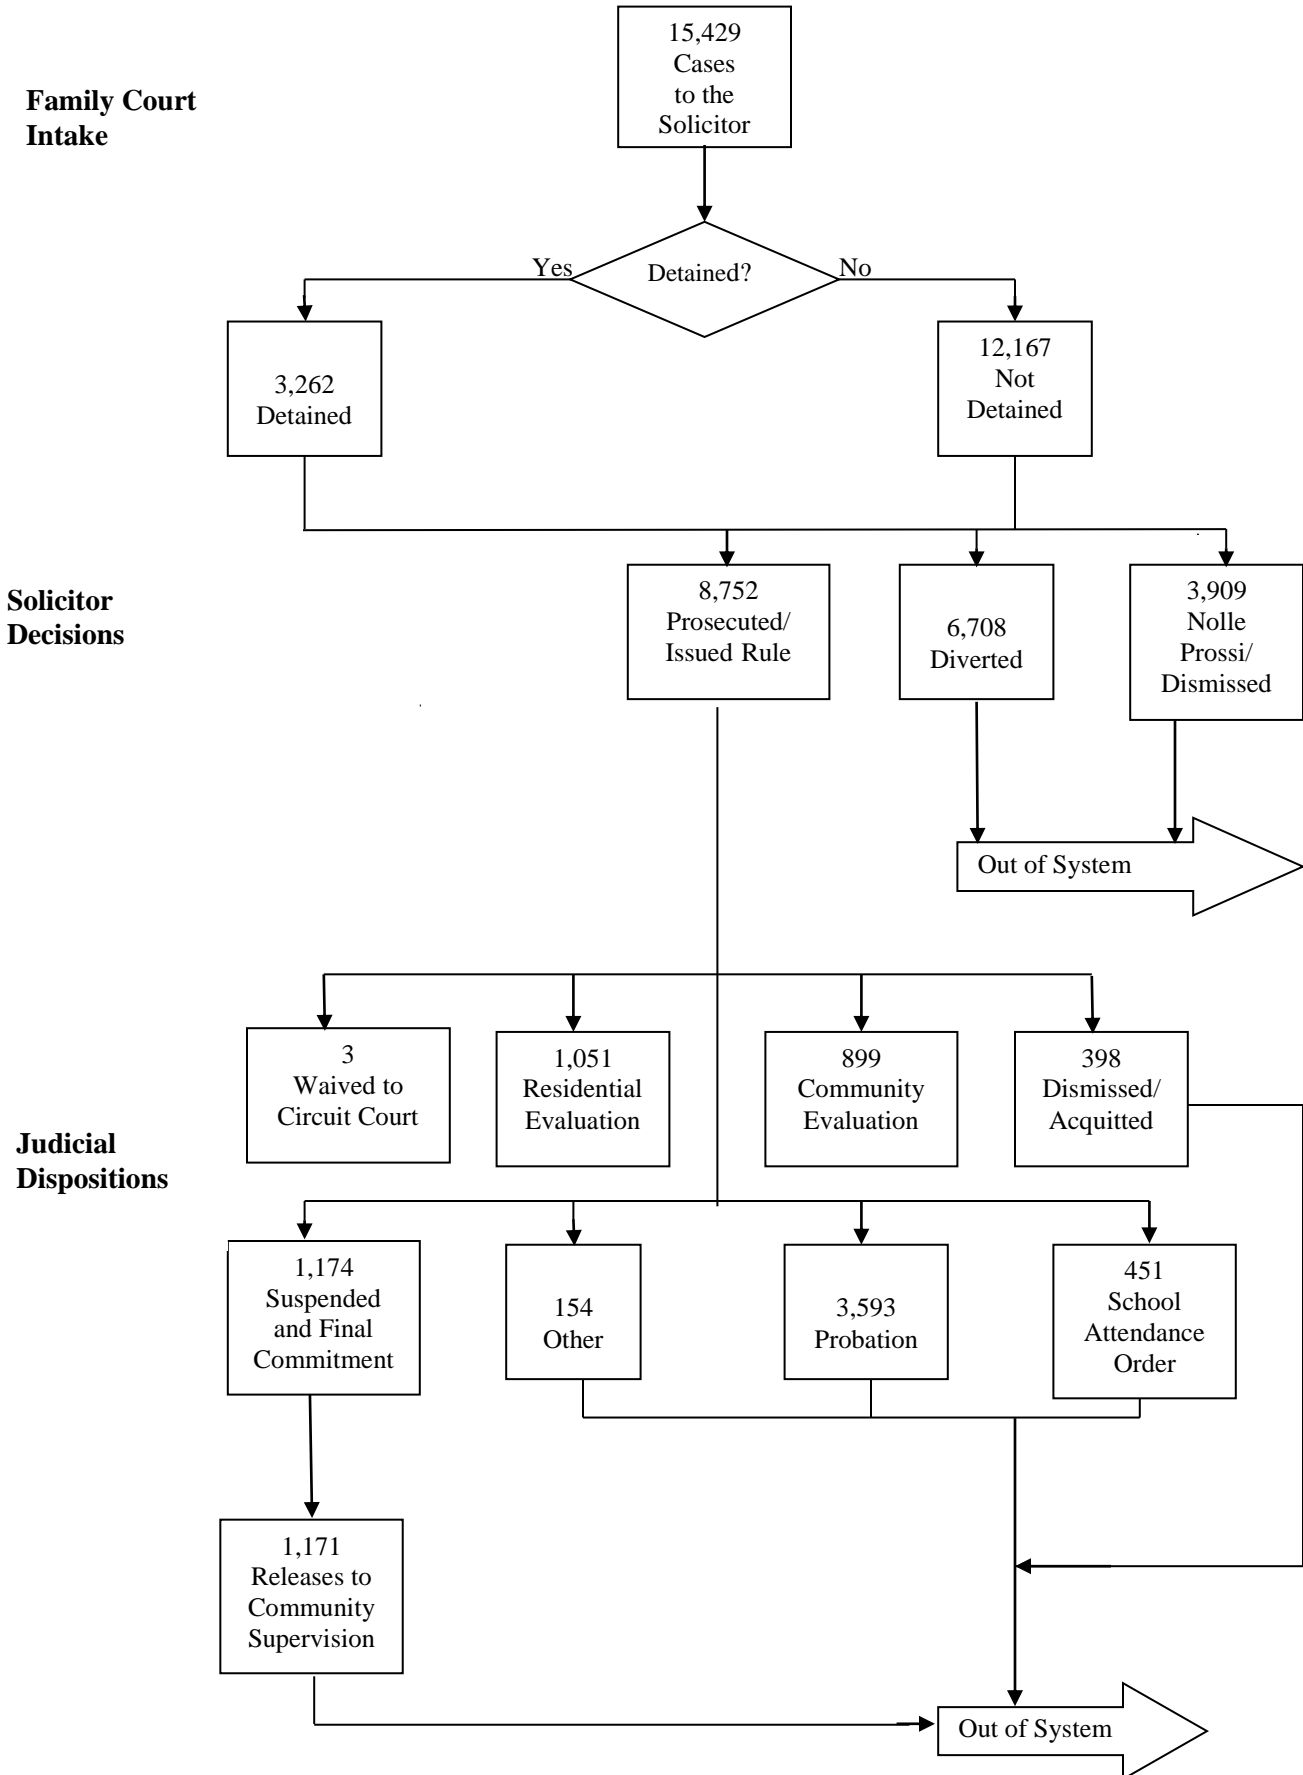 15,429
Cases
to the
Solicitor
Family Court
Intake
Yes
Detained?
No
3,262
Detained
12,167
Not
Detained
Solicitor
Decisions
8,752
Prosecuted/
Issued Rule
6,708
Diverted
3,909
Nolle
Prossi/
Dismissed
Out of System
3
Waived to
Circuit Court
1,051
Residential
Evaluation
899
Community
Evaluation
398
Dismissed/
Acquitted
Judicial
Dispositions
1,174
Suspended
and Final
Commitment
154
Other
3,593
Probation
451
School
Attendance
Order
1,171
Releases to
Community
Supervision
Out of System